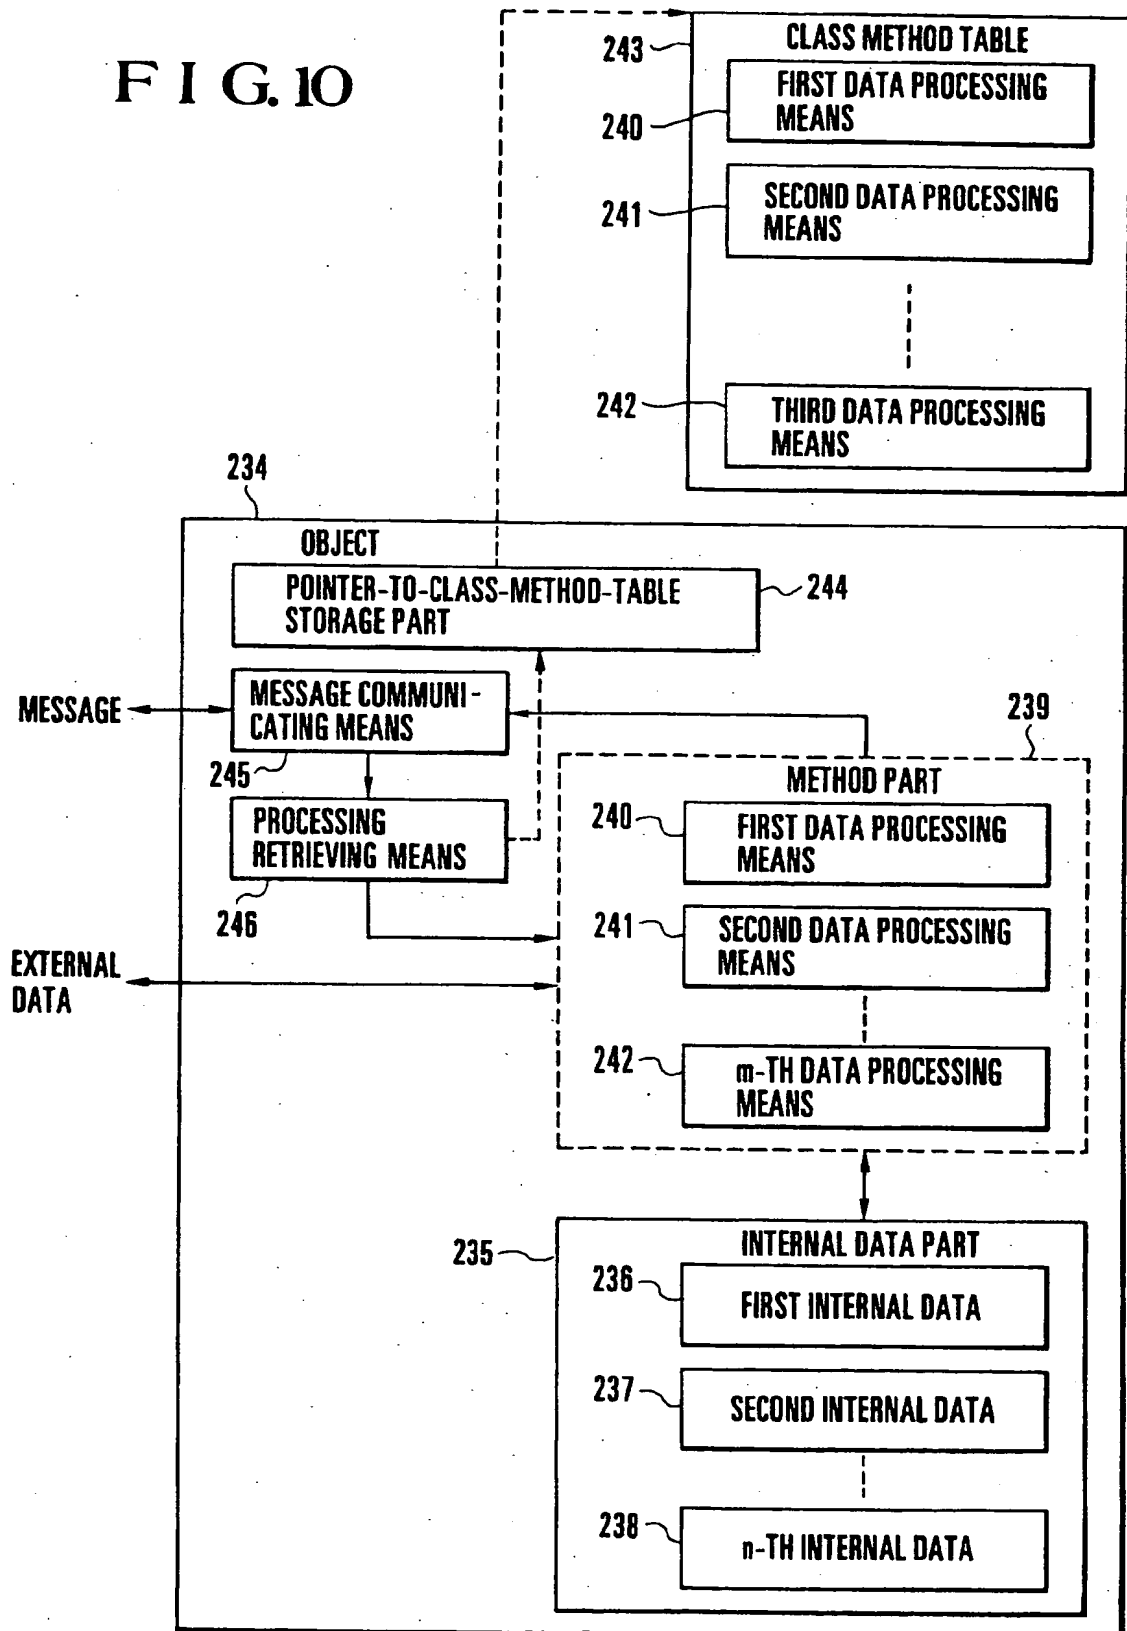 FIG.10
243
CLASS METHOD TABLE
240
FIRST DATA PROCESSING
MEANS
241
SECOND DATA PROCESSING
MEANS
242
THIRD DATA PROCESSING
MEANS
234
OBJECT
POINTER-TO-CLASS-METHOD-TABLE
STORAGE PART
244
MESSAGE
MESSAGE COMMUNI-
CATING MEANS
245
PROCESSING
RETRIEVING MEANS
246
239
METHOD PART
240
FIRST DATA PROCESSING
MEANS
241
SECOND DATA PROCESSING
MEANS
242
m-TH DATA PROCESSING
MEANS
EXTERNAL
DATA
235
INTERNAL DATA PART
236
FIRST INTERNAL DATA
237
SECOND INTERNAL DATA
238
n-TH INTERNAL DATA